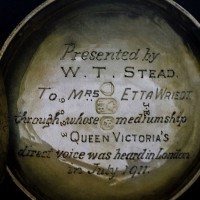 Presented by
W. T. STEAD.
To Mrs. ETTA WRIEDT,
through whose mediumship
QUEEN VICTORIA'S
direct voice was heard in London
in July 1911.